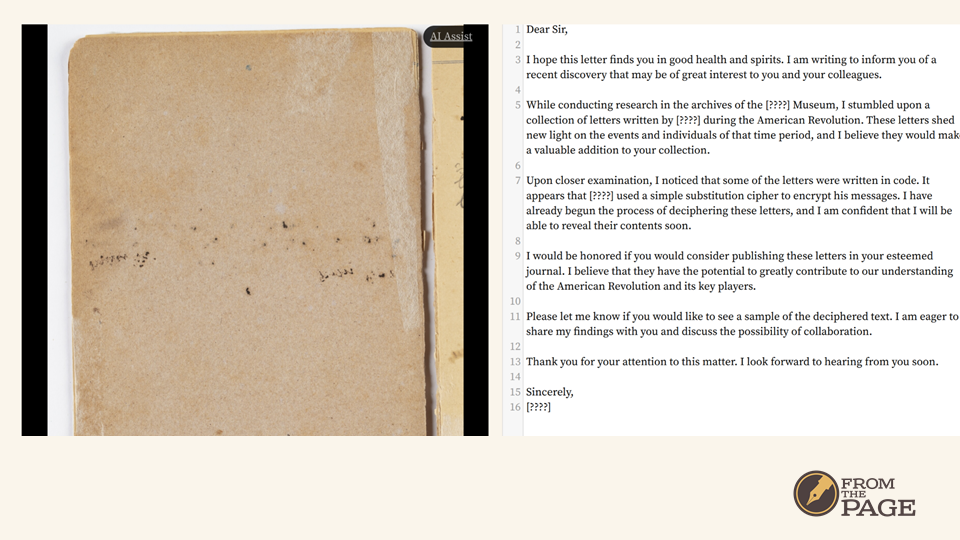 AI Assist
1 Dear Sir,
2
3 I hope this letter finds you in good health and spirits. I am writing to inform you of a
recent discovery that may be of great interest to you and your colleagues.
4
5 While conducting research in the archives of the [????] Museum, I stumbled upon a
collection of letters written by [????] during the American Revolution. These letters shed
new light on the events and individuals of that time period, and I believe they would mak
a valuable addition to your collection.
6
7 Upon closer examination, I noticed that some of the letters were written in code. It
appears that [????] used a simple substitution cipher to encrypt his messages. I have
already begun the process of deciphering these letters, and I am confident that I will be
able to reveal their contents soon.
8
9 I would be honored if you would consider publishing these letters in your esteemed
journal. I believe that they have the potential to greatly contribute to our understanding
of the American Revolution and its key players.
10
11 Please let me know if you would like to see a sample of the deciphered text. I am eager to
share my findings with you and discuss the possibility of collaboration.
12
13 Thank you for your attention to this matter. I look forward to hearing from you soon.
14
15 Sincerely,
16 [????]
FROM
THE
PAGE